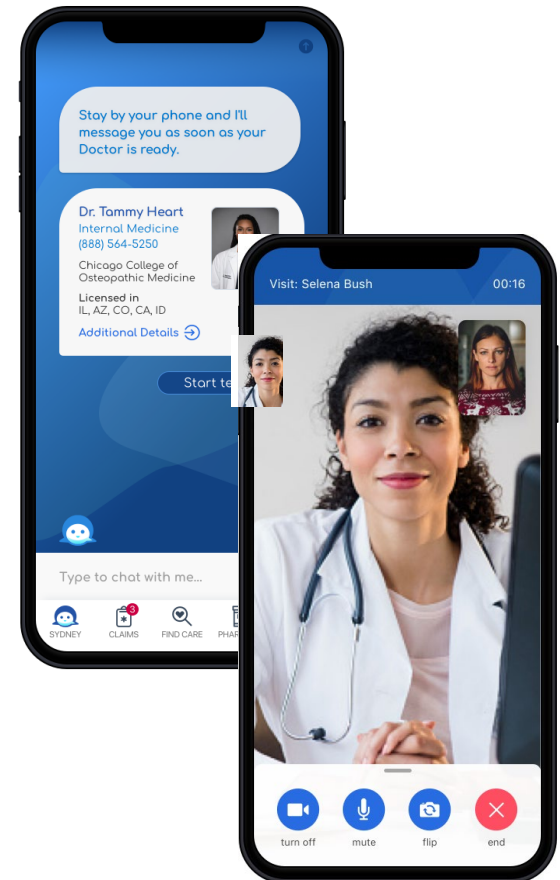 Stay by your phone and I'll
message you as soon as your
Doctor is ready.
Dr. Tammy Heart
Internal Medicine
(888) 564-5250
Chicago College of
Osteopathic Medicine
Licensed in
IL, AZ, CO, CA, ID
Additional Details
Start te
Type to chat with me...
SYDNEY
CLAIMS
3
FIND CARE
PHAR
Visit: Selena Bush
00:16
turn off
mute
flip
end